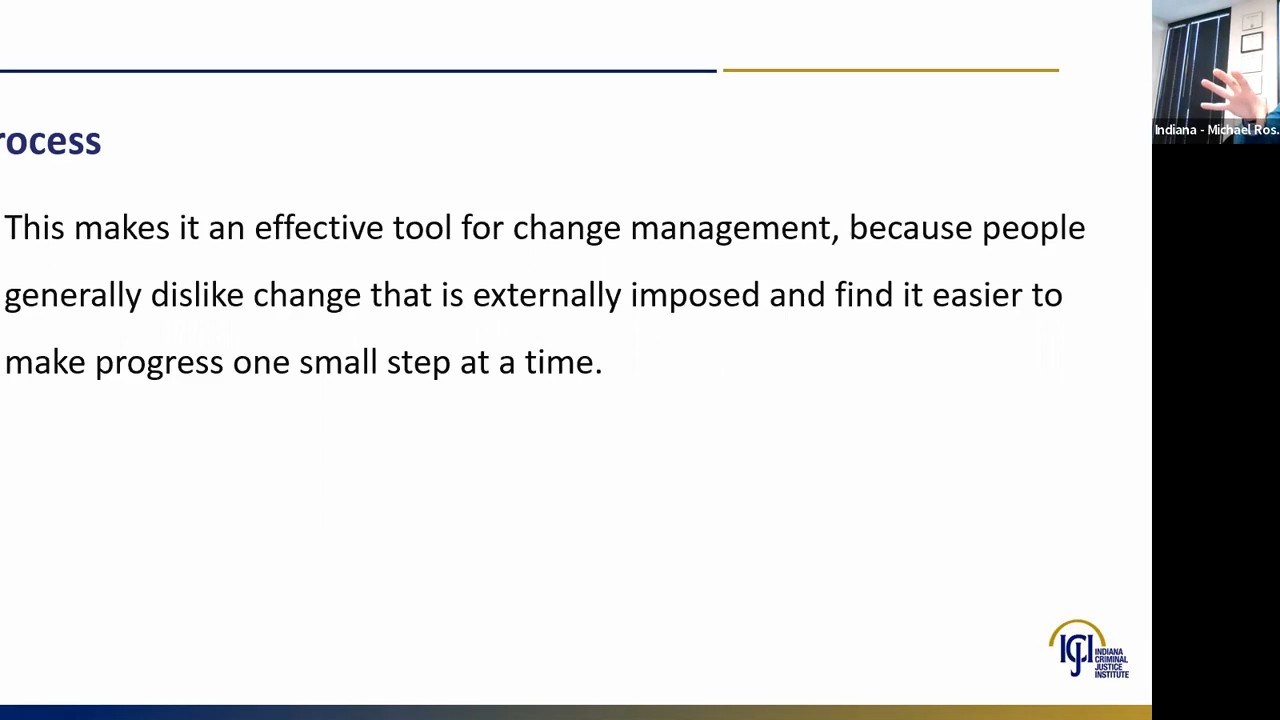 rocess
This makes it an effective tool for change management, because people
generally dislike change that is externally imposed and find it easier to
make progress one small step at a time.
Indiana - Michael Ros.
ICJI
INDIANA
CRIMINAL
JUSTICE
INSTITUTE